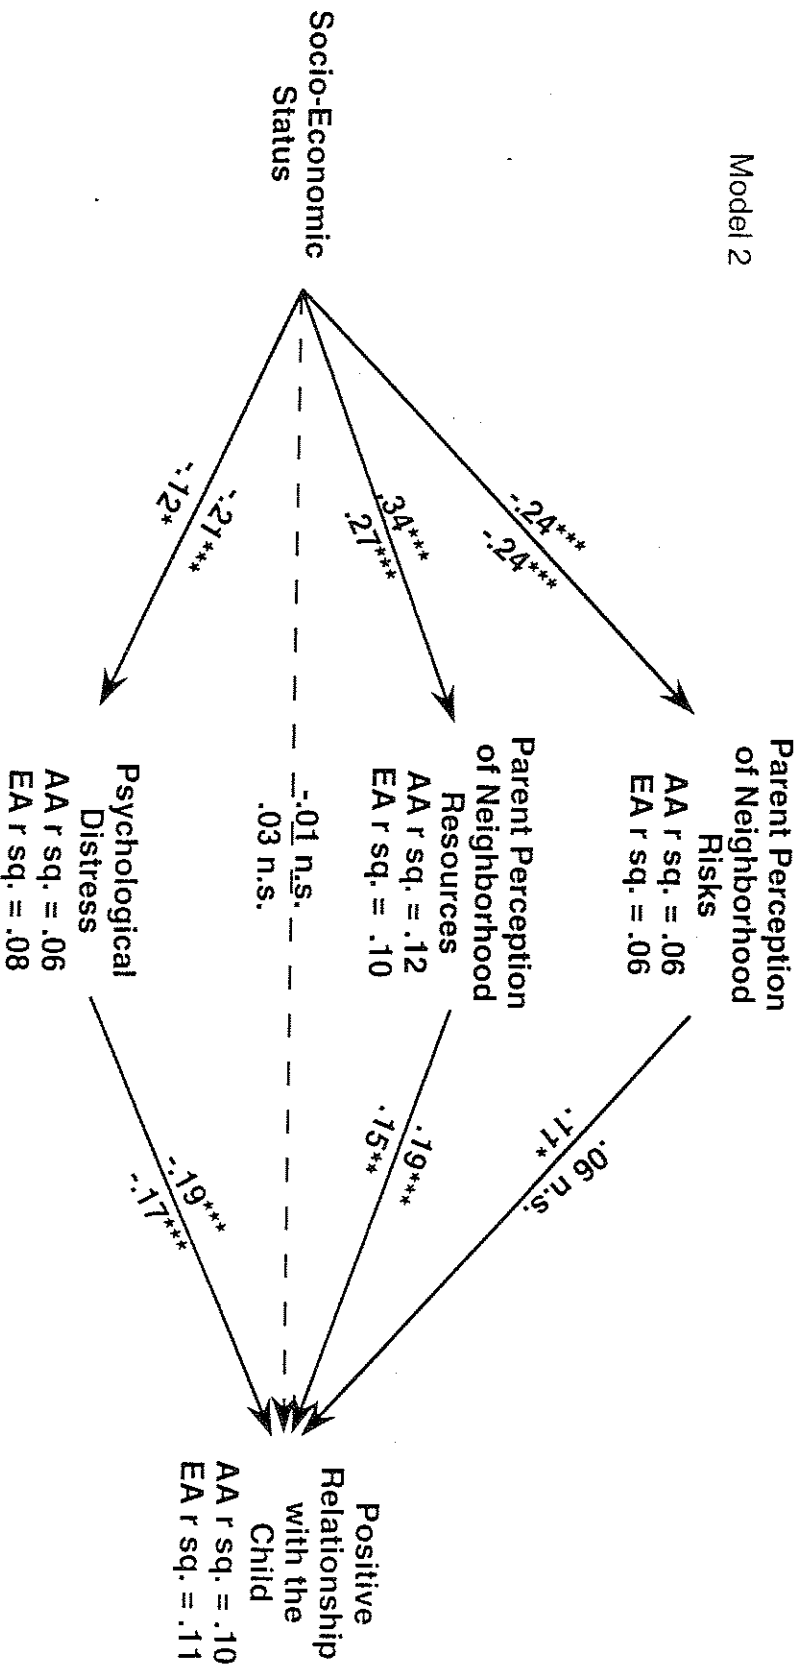 Model 2
Socio-Economic
Status
-.24***
-.24***
.34***
.27***
-.01 n.s.
.03 n.s.
-.21***
-.12*
Parent Perception
of Neighborhood
Risks
AA r sq. = .06
EA r sq. = .06
Parent Perception
of Neighborhood
Resources
AA r sq. = .12
EA r sq. = .10
Psychological
Distress
AA r sq. = .06
EA r sq. = .08
.11*
.06 n.s.
.19***
.15**
-.19***
-.17***
Positive
Relationship
with the
Child
AA r sq. = .10
EA r sq. = .11